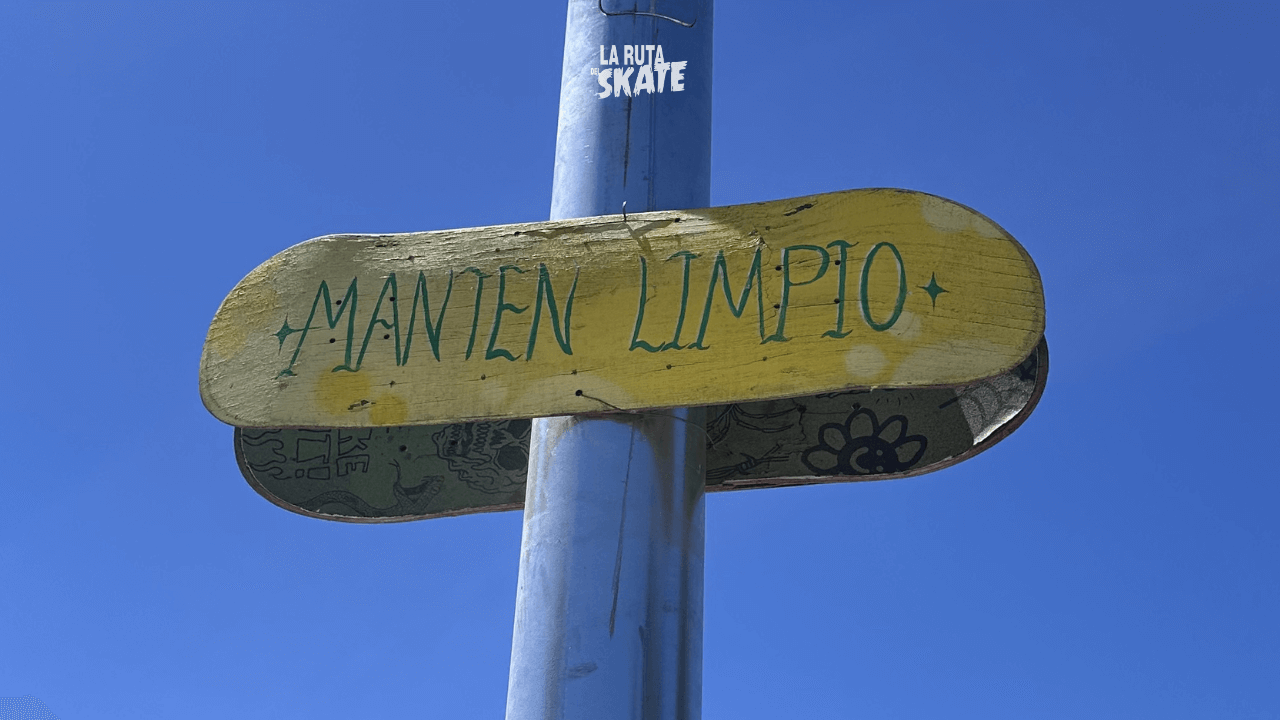 LA RUTA
DEL SKATE
MANTEN LIMPIO